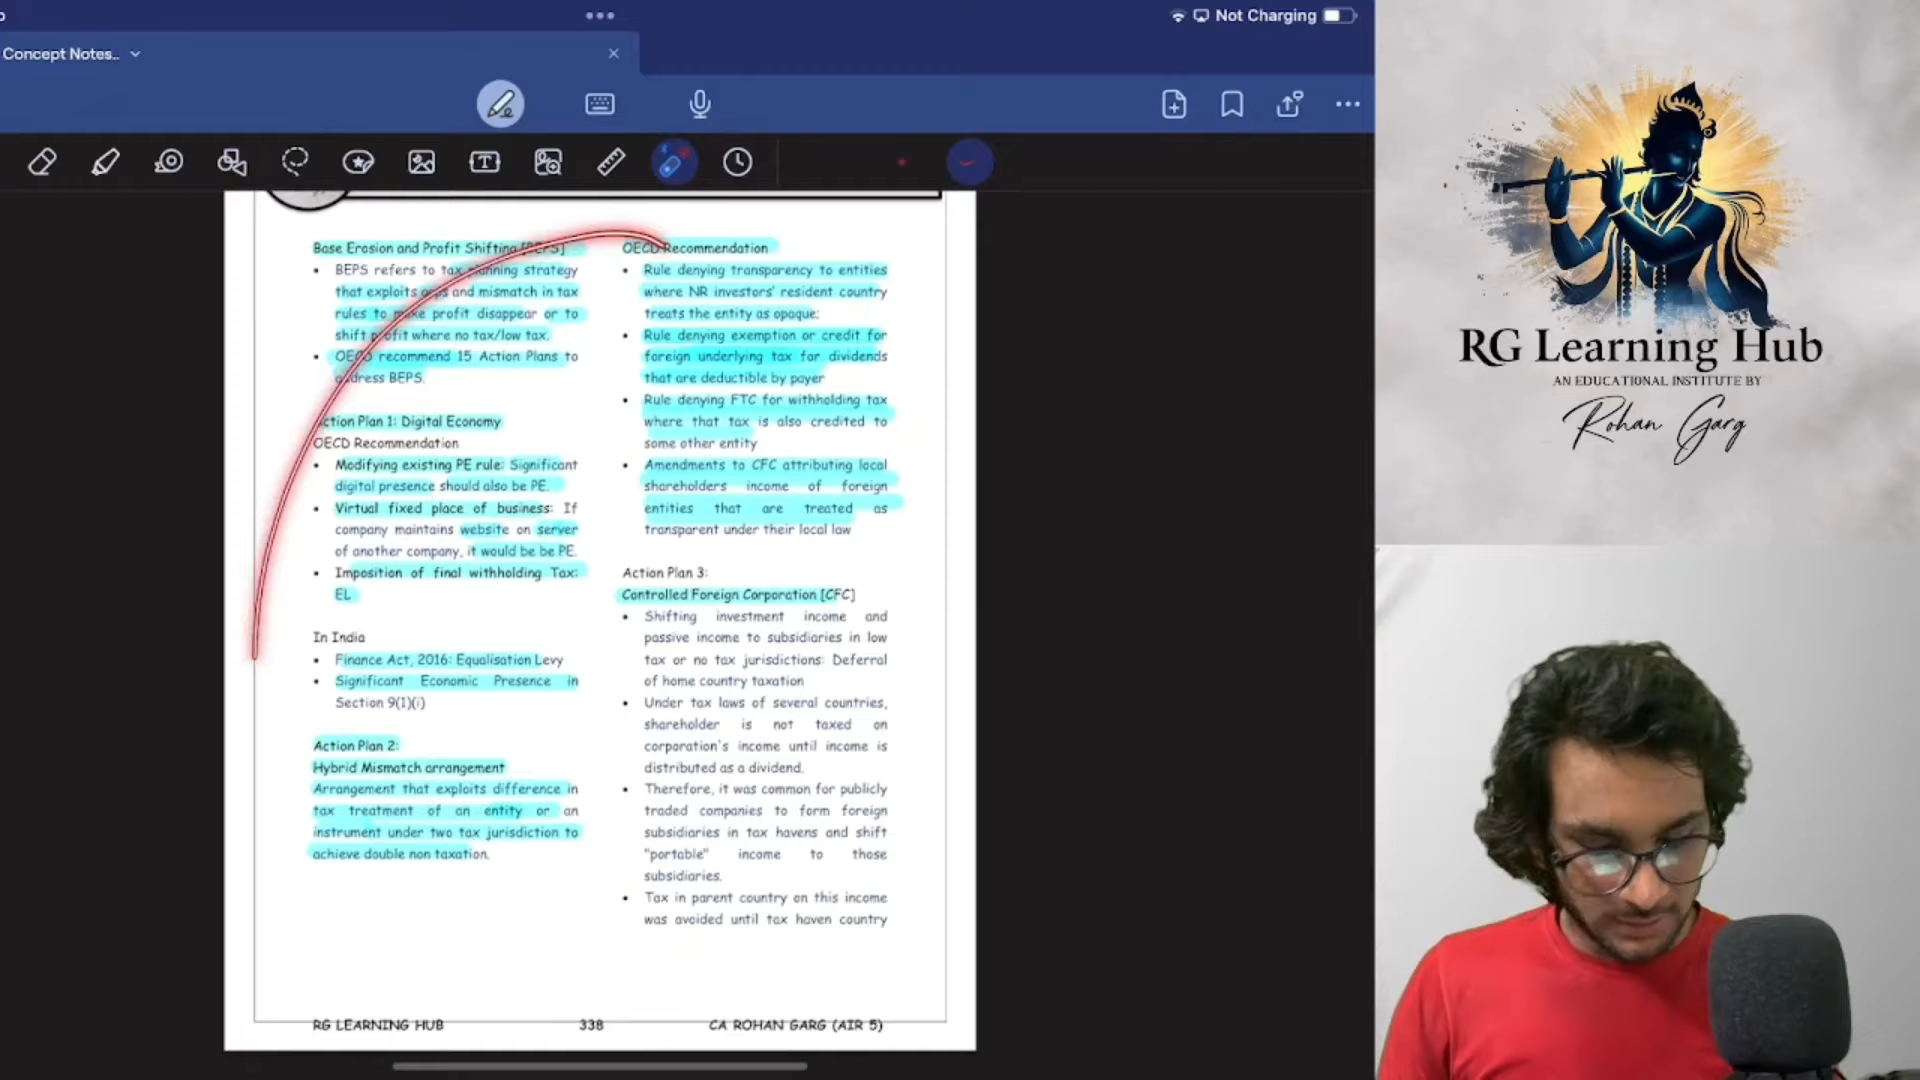 Not Charging
Concept Notes..
Base Erosion and Profit Shifting [BEPS]
• BEPS refers to tax planning strategy
that exploits gaps and mismatch in tax
rules to make profit disappear or to
shift profit where no tax/low tax.
• OECD recommend 15 Action Plans to
address BEPS.
Action Plan 1: Digital Economy
OECD Recommendation
• Modifying existing PE rule: Significant
digital presence should also be PE.
• Virtual fixed place of business: If
company maintains website on server
of another company, it would be be PE.
• Imposition of final withholding Tax:
EL
In India
• Finance Act, 2016: Equalisation Levy
• Significant Economic Presence in
Section 9(1)(i)
Action Plan 2:
Hybrid Mismatch arrangement
Arrangement that exploits difference in
tax treatment of an entity or an
instrument under two tax jurisdiction to
achieve double non taxation.
OECD Recommendation
• Rule denying transparency to entities
where NR investors' resident country
treats the entity as opaque;
• Rule denying exemption or credit for
foreign underlying tax for dividends
that are deductible by payer
• Rule denying FTC for withholding tax
where that tax is also credited to
some other entity
• Amendments to CFC attributing local
shareholders income of foreign
entities that are treated as
transparent under their local law
Action Plan 3:
Controlled Foreign Corporation [CFC]
• Shifting investment income and
passive income to subsidiaries in low
tax or no tax jurisdictions: Deferral
of home country taxation
• Under tax laws of several countries,
shareholder is not taxed on
corporation's income until income is
distributed as a dividend.
• Therefore, it was common for publicly
traded companies to form foreign
subsidiaries in tax havens and shift
"portable" income to those
subsidiaries.
• Tax in parent country on this income
was avoided until tax haven country
RG LEARNING HUB 338 CA ROHAN GARG (AIR 5)
RG Learning Hub
AN EDUCATIONAL INSTITUTE BY
Rohan Garg